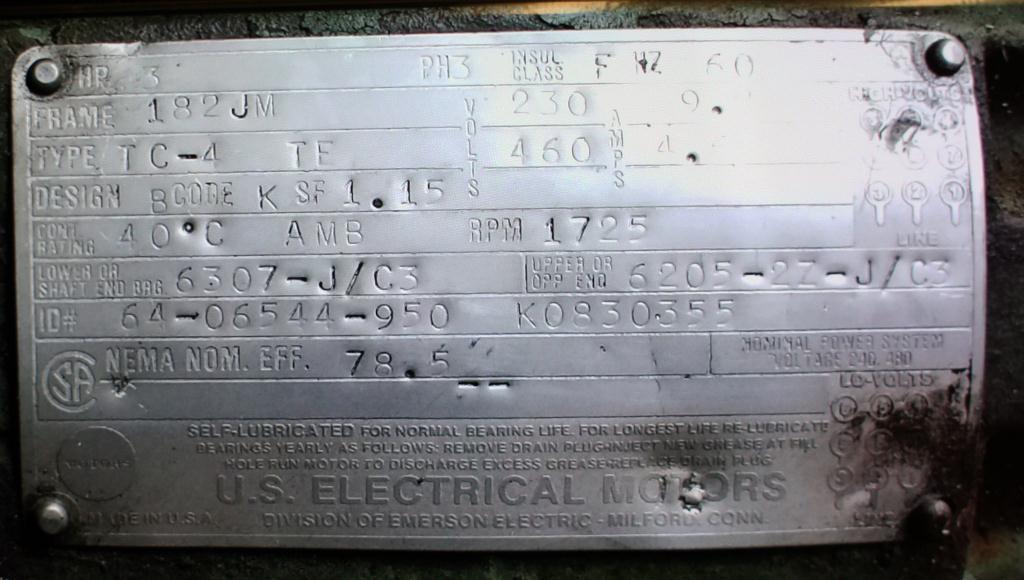 HP 3 PH3 INSUL CLASS F HZ 60
FRAME 182JM VOLTS 230 AMPS 9.
TYPE TC-4 TF 460 4.
DESIGN B CODE K SF 1.15
CONT. RATING 40°C AMB RPM 1725
LINE
LOWER OR SHAFT END BRG 6307-J/C3 UPPER OR OPP END 6205-2Z-J/C3
ID# 64-06544-950 K0830355
SA NEMA NOM. EFF. 78.5 NOMINAL POWER SYSTEM
VOLTAGE 240, 480
--
LO-VOLTS
SELF-LUBRICATED FOR NORMAL BEARING LIFE. FOR LONGEST LIFE RE-LUBRICATE
BEARINGS YEARLY AS FOLLOWS: REMOVE DRAIN PLUG-INJECT NEW GREASE AT FILL
HOLE RUN MOTOR TO DISCHARGE EXCESS GREASE-REPLACE DRAIN PLUG
U.S. ELECTRICAL MOTORS
MADE IN U.S.A. DIVISION OF EMERSON ELECTRIC - MILFORD, CONN. LINE